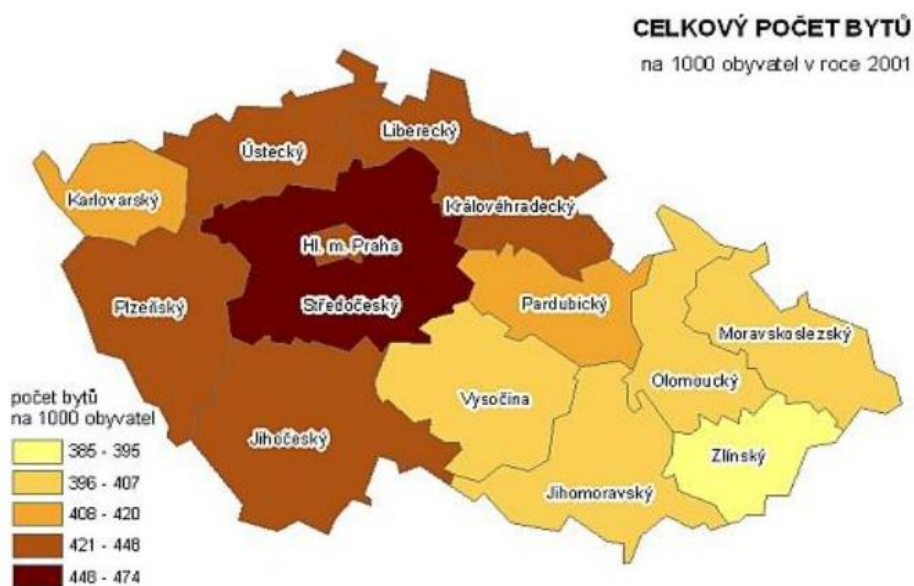 CELKOVÝ POČET BYTŮ
na 1000 obyvatel v roce 2001
Liberecký
Ústecký
Karlovarský
Královéhradecký
Hl. m. Praha
Středočeský
Plzeňský
Pardubický
Moravskoslezský
Olomoucký
Vysočina
Jihočeský
Zlínský
Jihomoravský
počet bytů
na 1000 obyvatel
385 - 395
396 - 407
408 - 420
421 - 448
448 - 474